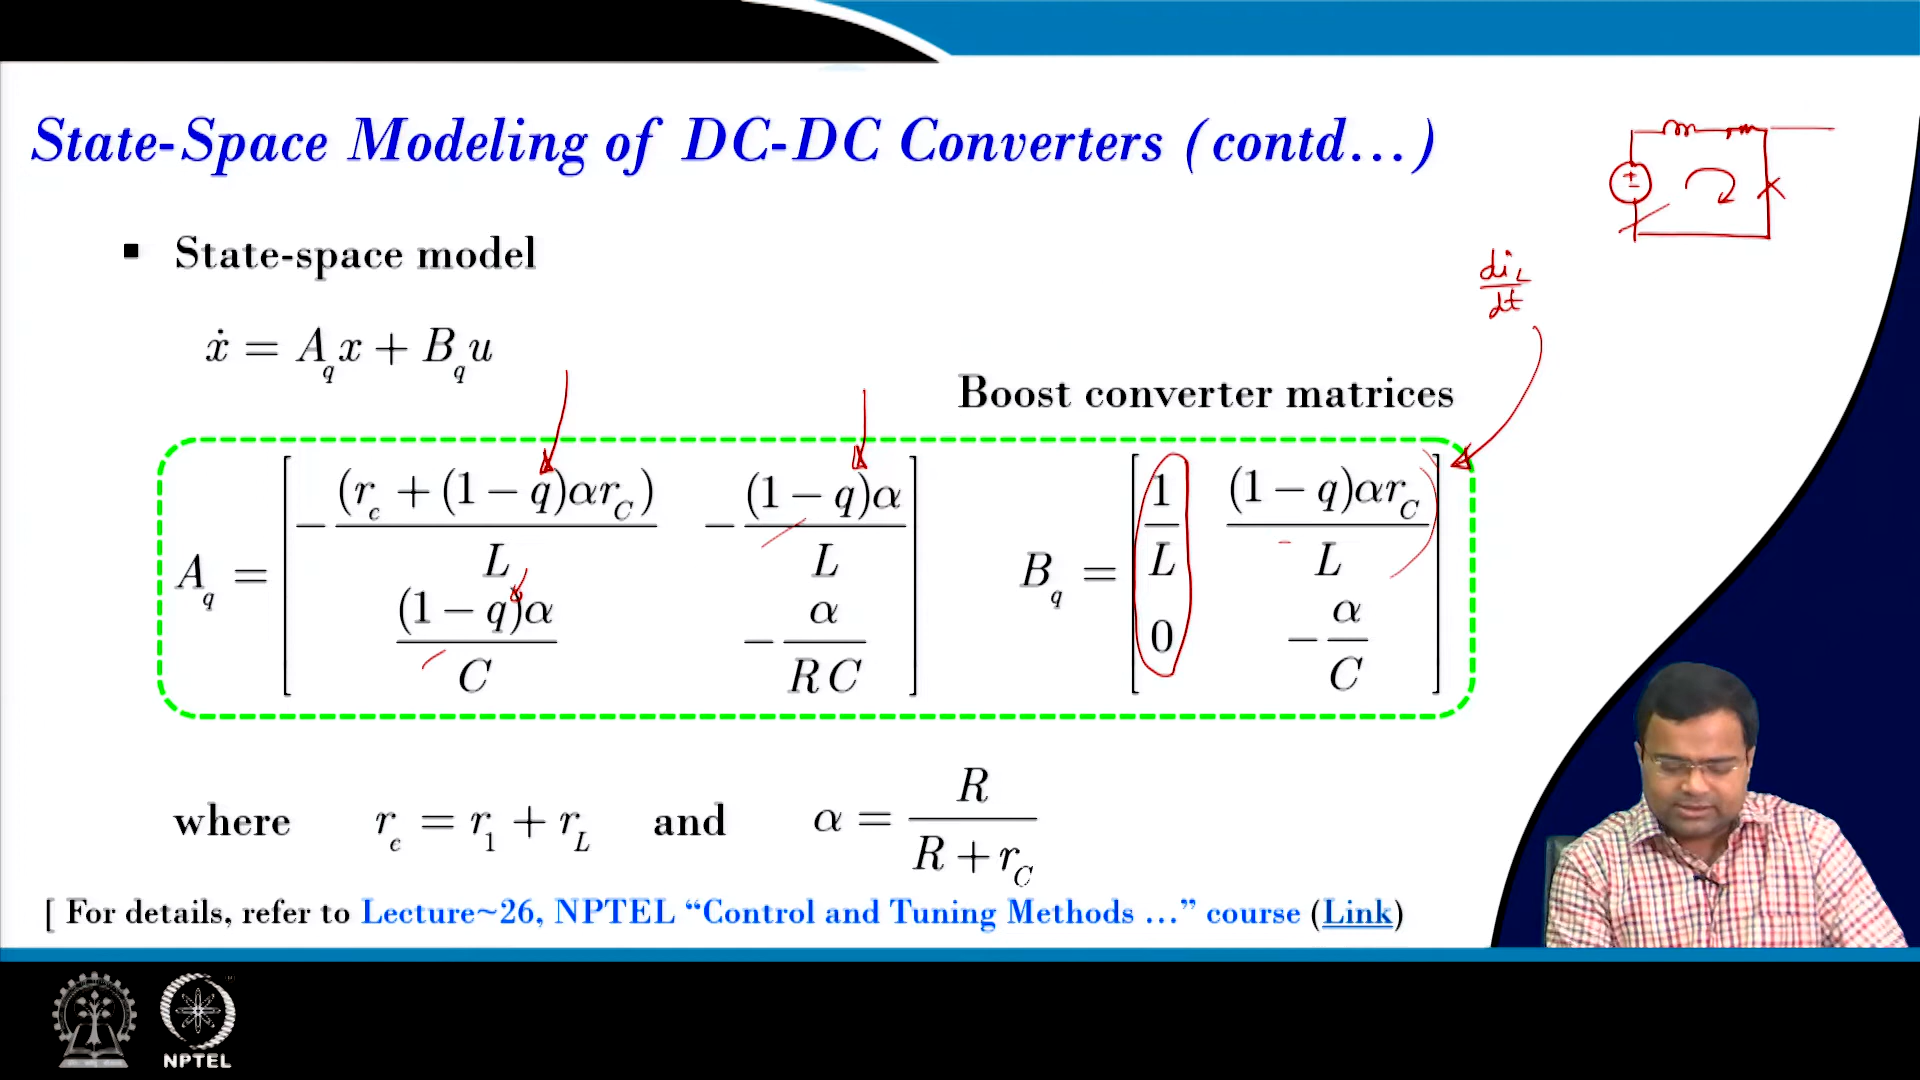 State-Space Modeling of DC-DC Converters (contd...)
▪ State-space model
ẋ = A_q x + B_q u
di_L/dt
Boost converter matrices
A_q = [ -(r_e + (1 - q)αr_C)/L   -(1 - q)α/L ; (1 - q)α/C   -α/RC ]   B_q = [ 1/L   (1 - q)αr_C/L ; 0   -α/C ]
where r_e = r_1 + r_L and α = R/(R + r_C)
[ For details, refer to Lecture~26, NPTEL “Control and Tuning Methods ...” course (Link)
NPTEL